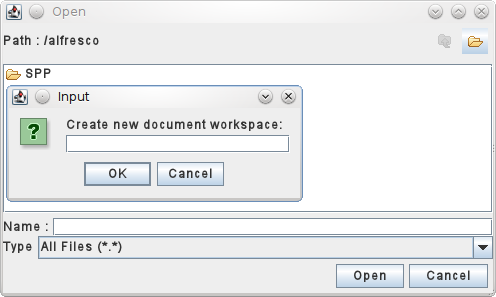 Open
Path : /alfresco
SPP
Input
?
Create new document workspace:
OK Cancel
Name :
Type All Files (*.*)
Open Cancel